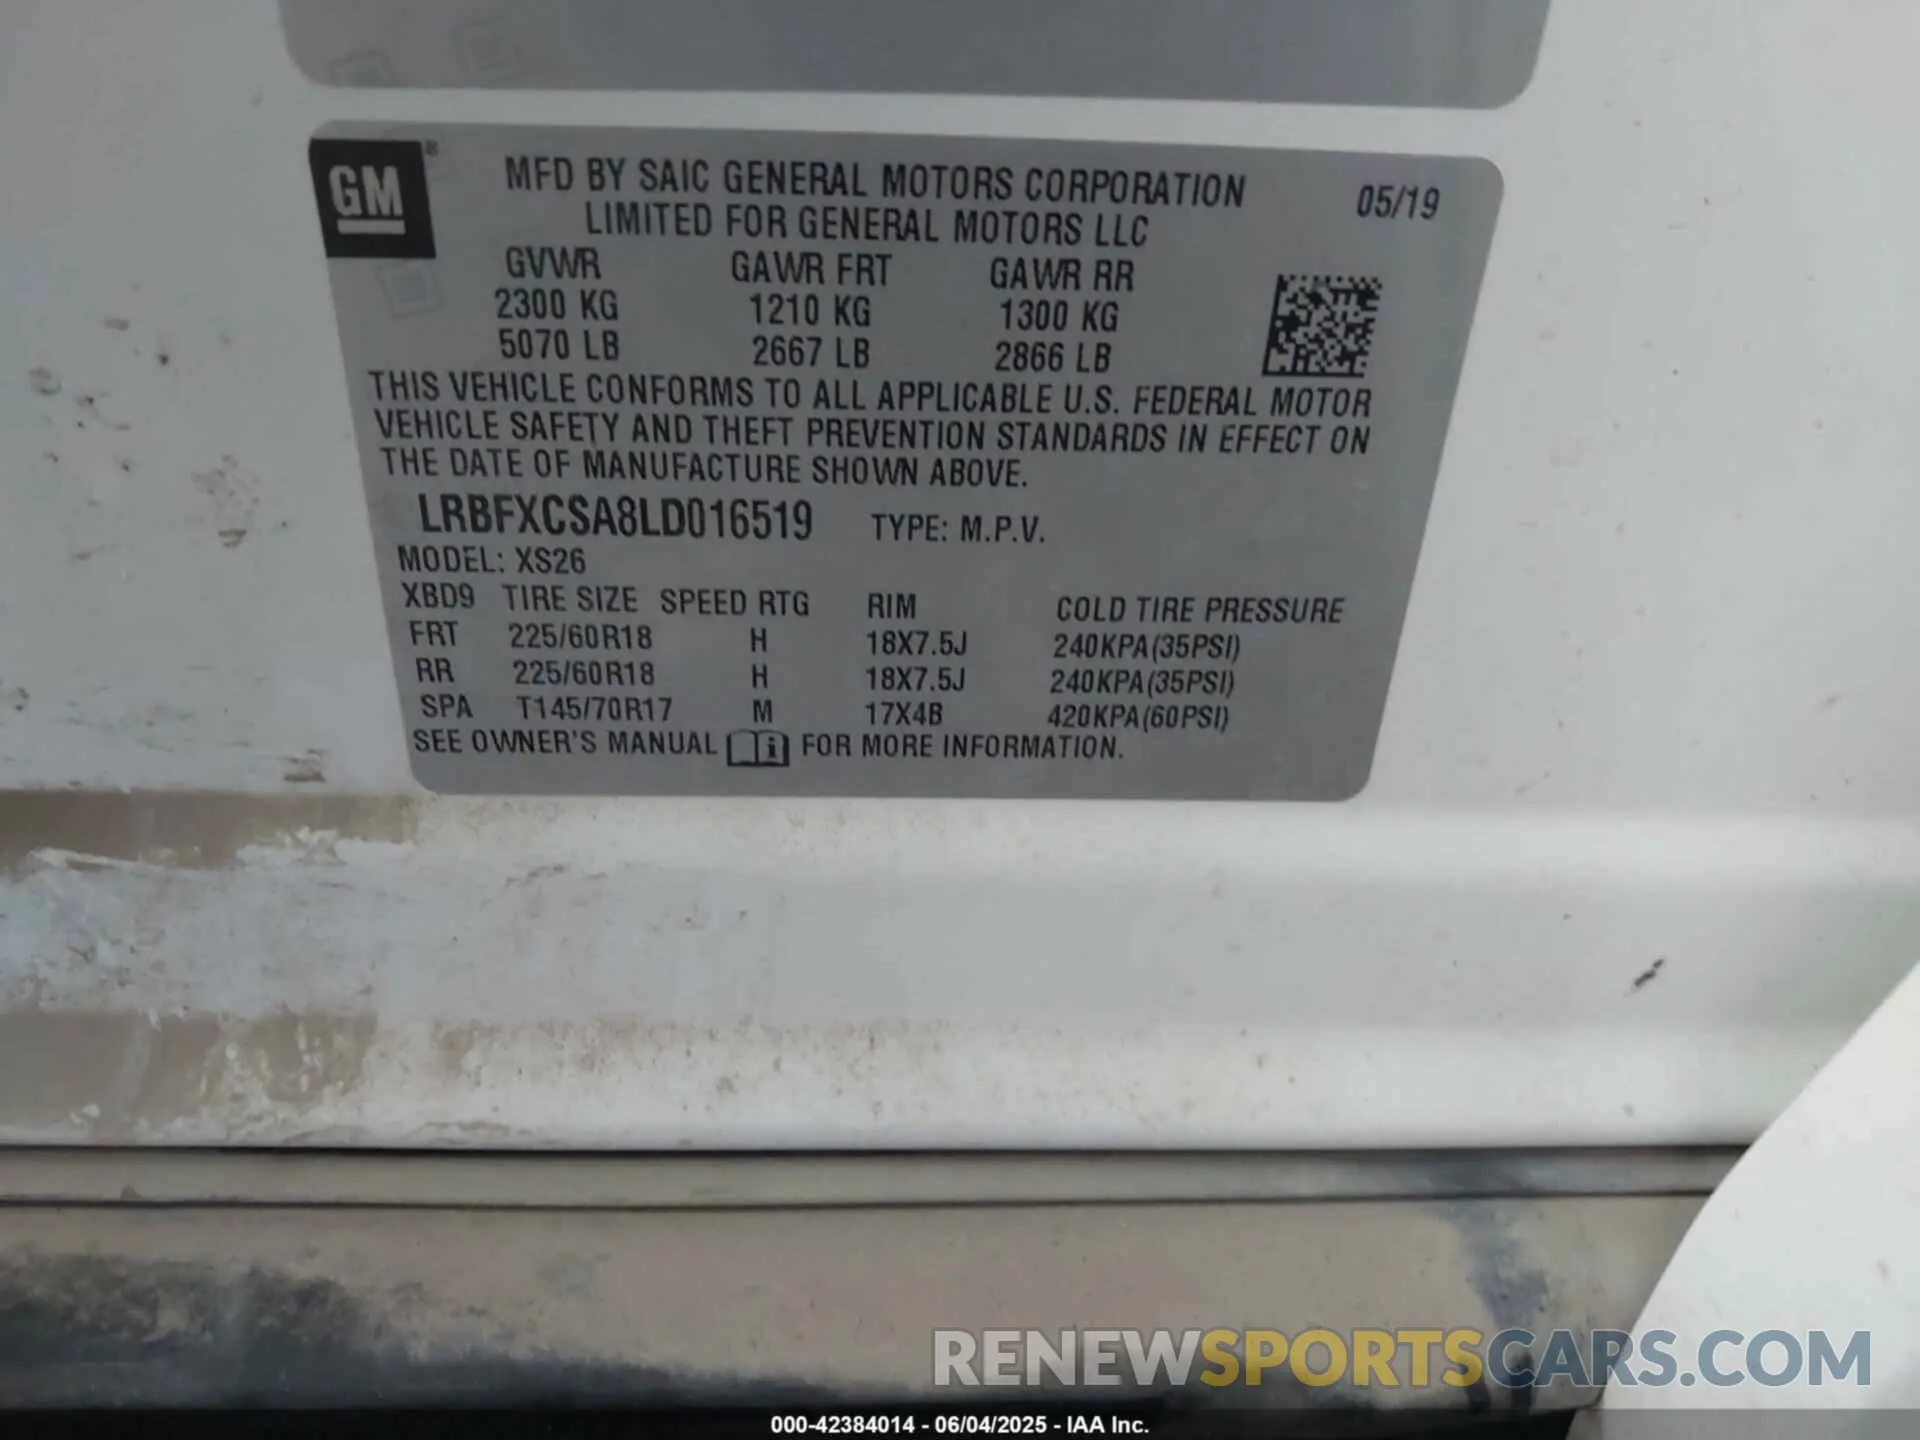 GM®
MFD BY SAIC GENERAL MOTORS CORPORATION 05/19
LIMITED FOR GENERAL MOTORS LLC
GVWR GAWR FRT GAWR RR
2300 KG 1210 KG 1300 KG
5070 LB 2667 LB 2866 LB
THIS VEHICLE CONFORMS TO ALL APPLICABLE U.S. FEDERAL MOTOR
VEHICLE SAFETY AND THEFT PREVENTION STANDARDS IN EFFECT ON
THE DATE OF MANUFACTURE SHOWN ABOVE.
LRBFXCSA8LD016519 TYPE: M.P.V.
MODEL: XS26
XBD9 TIRE SIZE SPEED RTG RIM COLD TIRE PRESSURE
FRT 225/60R18 H 18X7.5J 240KPA(35PSI)
RR 225/60R18 H 18X7.5J 240KPA(35PSI)
SPA T145/70R17 M 17X4B 420KPA(60PSI)
SEE OWNER'S MANUAL i FOR MORE INFORMATION.
RENEWSPORTSCARS.COM
000-42384014 - 06/04/2025 - IAA Inc.